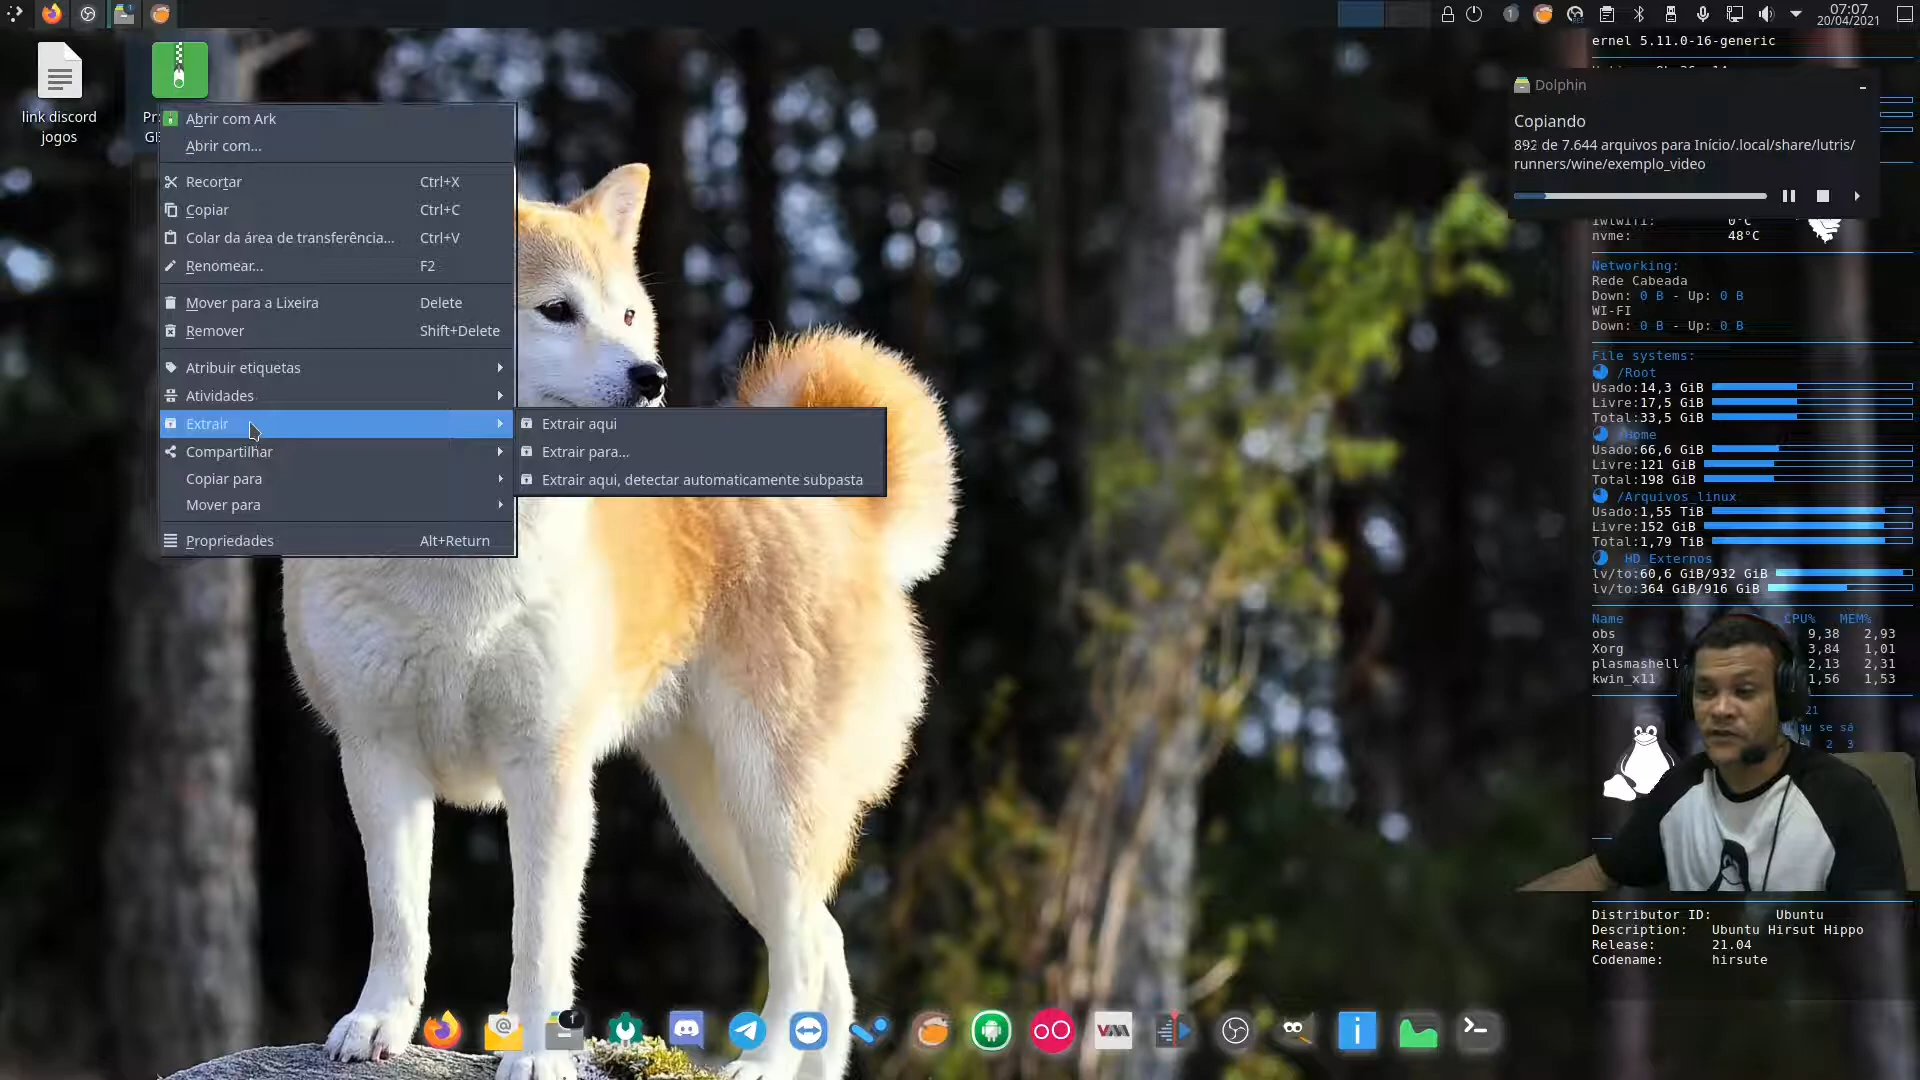 07:07
20/04/2021
link discord
jogos
Abrir com Ark
Abrir com...
Recortar Ctrl+X
Copiar Ctrl+C
Colar da área de transferência... Ctrl+V
Renomear... F2
Mover para a Lixeira Delete
Remover Shift+Delete
Atribuir etiquetas
Atividades
Extrair
Compartilhar
Copiar para
Mover para
Propriedades Alt+Return
Extrair aqui
Extrair para...
Extrair aqui, detectar automaticamente subpasta
ernel 5.11.0-16-generic
Dolphin
Copiando
892 de 7.644 arquivos para Início/.local/share/lutris/
runners/wine/exemplo_video
iwlwifi: 0°C
nvme: 48°C
Networking:
Rede Cabeada
Down: 0 B - Up: 0 B
WI-FI
Down: 0 B - Up: 0 B
File systems:
/Root
Usado:14,3 GiB
Livre:17,5 GiB
Total:33,5 GiB
/Home
Usado:66,6 GiB
Livre:121 GiB
Total:198 GiB
/Arquivos_linux
Usado:1,55 TiB
Livre:152 GiB
Total:1,79 TiB
HD Externos
lv/to:60,6 GiB/932 GiB
lv/to:364 GiB/916 GiB
Name CPU% MEM%
obs 9,38 2,93
Xorg 3,84 1,01
plasmashell 2,13 2,31
kwin_x11 1,56 1,53
21
qu se sá
2 3
Distributor ID: Ubuntu
Description: Ubuntu Hirsut Hippo
Release: 21.04
Codename: hirsute